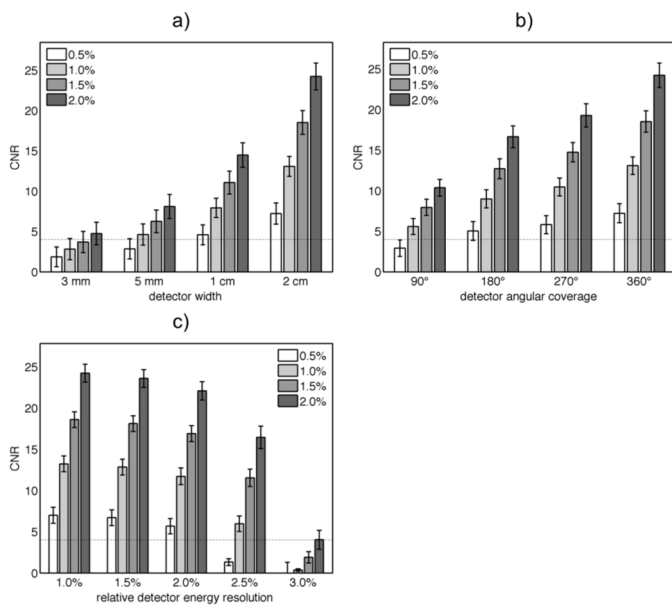 a)
0.5%
1.0%
1.5%
2.0%
25
20
15
10
5
0
CNR
3 mm 5 mm 1 cm 2 cm
detector width
b)
0.5%
1.0%
1.5%
2.0%
25
20
15
10
5
0
CNR
90° 180° 270° 360°
detector angular coverage
c)
0.5%
1.0%
1.5%
2.0%
25
20
15
10
5
0
CNR
1.0% 1.5% 2.0% 2.5% 3.0%
relative detector energy resolution